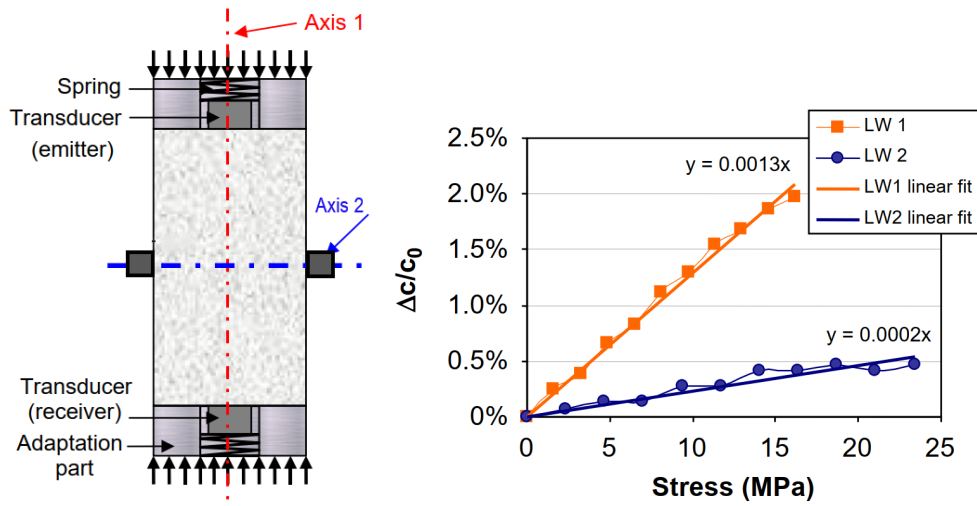 Axis 1
Spring
Transducer
(emitter)
Axis 2
Transducer
(receiver)
Adaptation
part
2.5%
2.0%
1.5%
1.0%
0.5%
0%
Δc/c0
y = 0.0013x
y = 0.0002x
LW 1
LW 2
LW1 linear fit
LW2 linear fit
0 5 10 15 20 25
Stress (MPa)